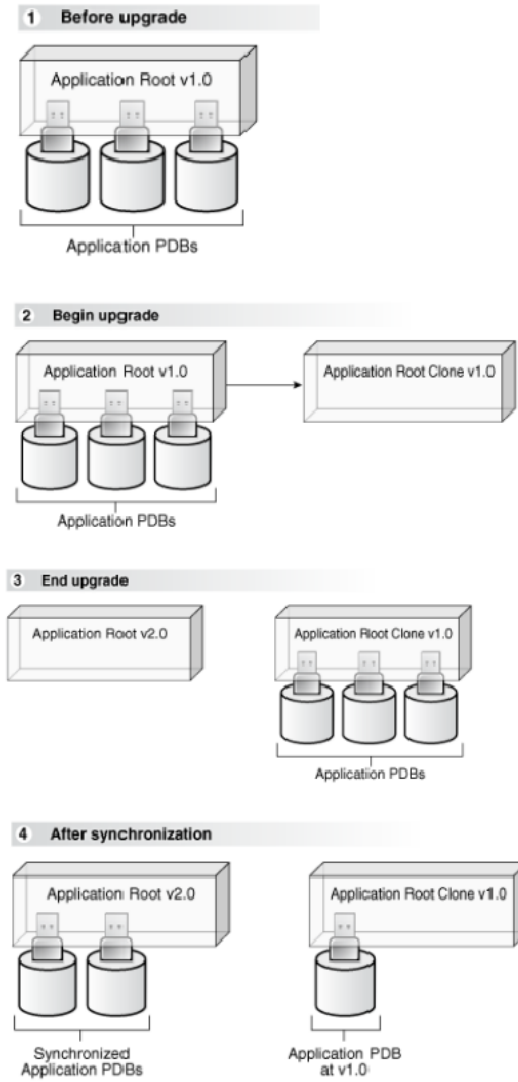 1 Before upgrade
Application Root v1.0
Application PDBs
2 Begin upgrade
Application Root v1.0
Application Root Clone v1.0
Application PDBs
3 End upgrade
Application Root v2.0
Application Root Clone v1.0
Application PDBs
4 After synchronization
Application Root v2.0
Application Root Clone v1.0
Synchronized
Application PDBs
Application PDB
at v1.0